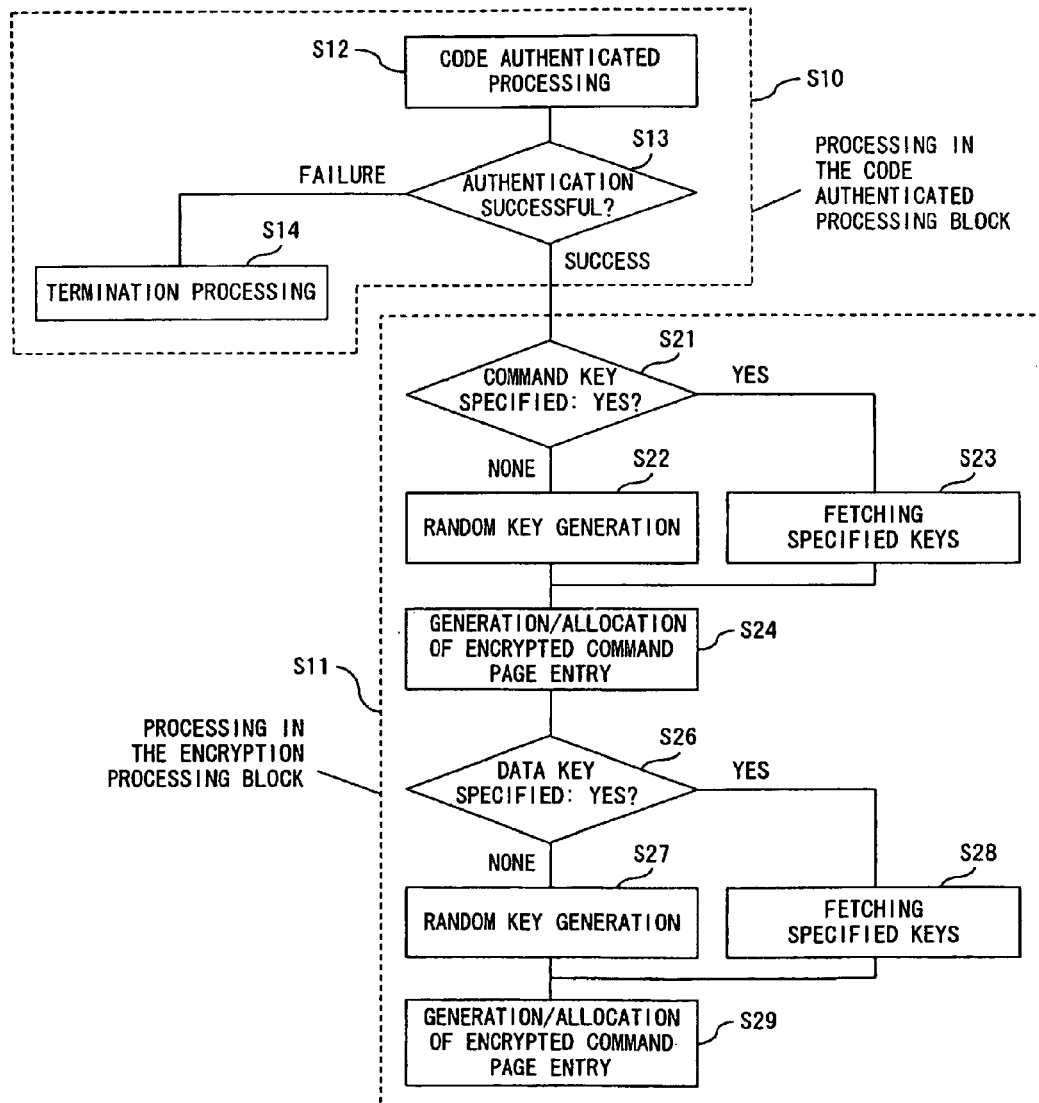 S12
CODE AUTHENTICATED
PROCESSING
S10
S13
PROCESSING IN
THE CODE
AUTHENTICATED
PROCESSING BLOCK
FAILURE
AUTHENTICATION
SUCCESSFUL?
S14
SUCCESS
TERMINATION PROCESSING
S21
COMMAND KEY
SPECIFIED: YES?
YES
NONE
S22
S23
RANDOM KEY GENERATION
FETCHING
SPECIFIED KEYS
GENERATION/ALLOCATION
OF ENCRYPTED COMMAND
PAGE ENTRY
S24
S11
PROCESSING IN
THE ENCRYPTION
PROCESSING BLOCK
S26
DATA KEY
SPECIFIED: YES?
YES
NONE
S27
S28
RANDOM KEY GENERATION
FETCHING
SPECIFIED KEYS
GENERATION/ALLOCATION
OF ENCRYPTED COMMAND
PAGE ENTRY
S29